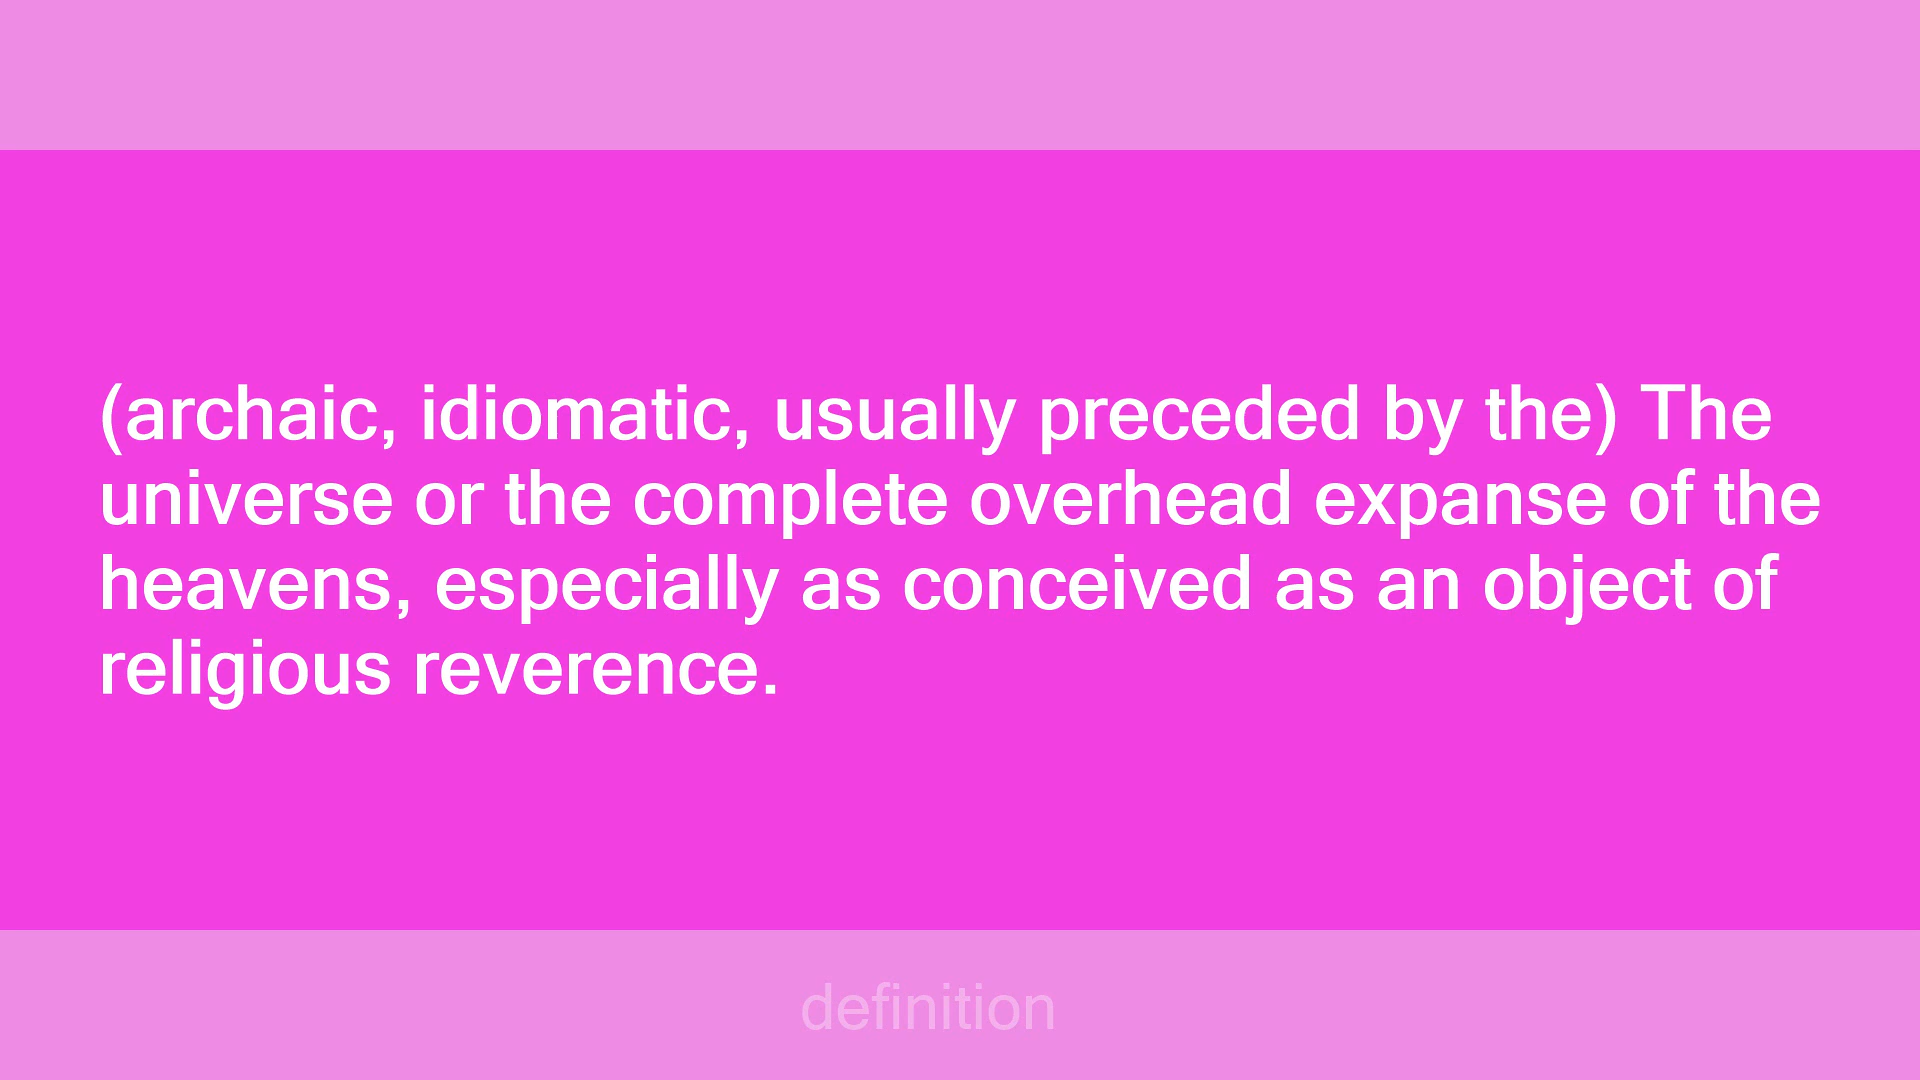 (archaic, idiomatic, usually preceded by the) The
universe or the complete overhead expanse of the
heavens, especially as conceived as an object of
religious reverence.
definition